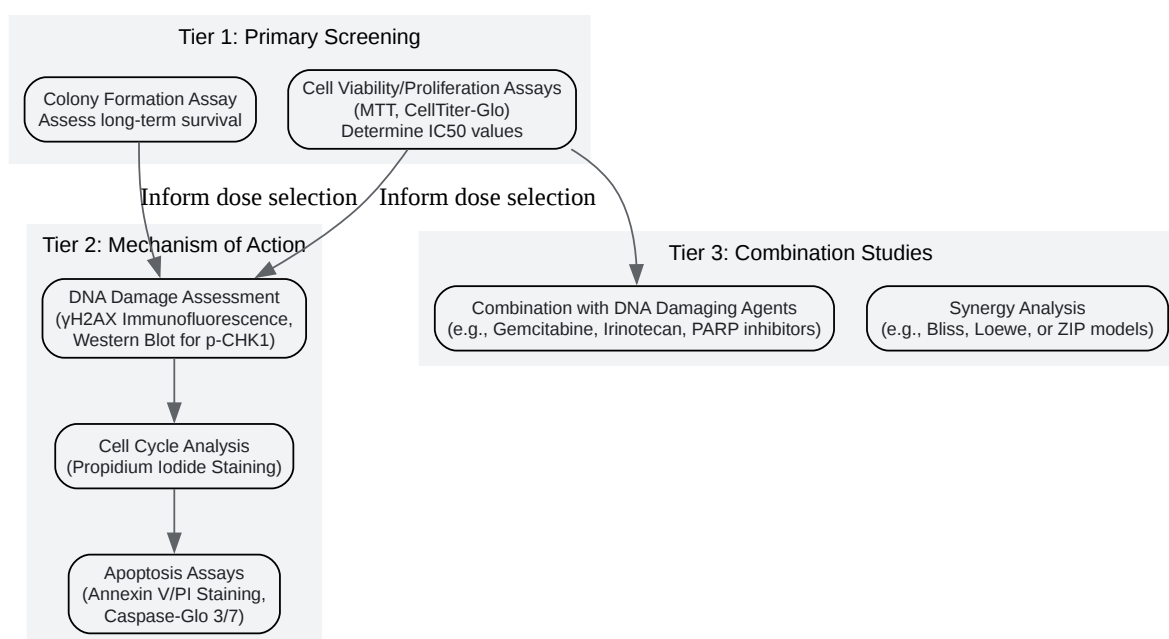 Tier 1: Primary Screening
Colony Formation Assay
Assess long-term survival
Cell Viability/Proliferation Assays
(MTT, CellTiter-Glo)
Determine IC50 values
Inform dose selection
Inform dose selection
Tier 2: Mechanism of Action
DNA Damage Assessment
(γH2AX Immunofluorescence,
Western Blot for p-CHK1)
Cell Cycle Analysis
(Propidium Iodide Staining)
Apoptosis Assays
(Annexin V/PI Staining,
Caspase-Glo 3/7)
Tier 3: Combination Studies
Combination with DNA Damaging Agents
(e.g., Gemcitabine, Irinotecan, PARP inhibitors)
Synergy Analysis
(e.g., Bliss, Loewe, or ZIP models)